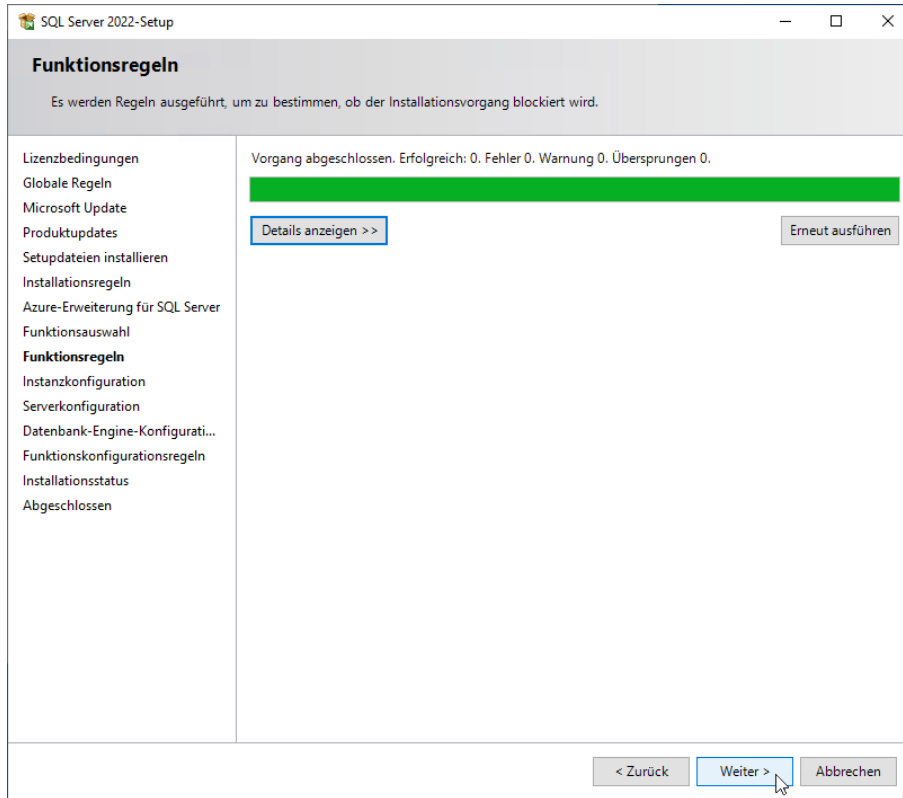 SQL Server 2022-Setup
Funktionsregeln
Es werden Regeln ausgeführt, um zu bestimmen, ob der Installationsvorgang blockiert wird.
Lizenzbedingungen
Globale Regeln
Microsoft Update
Produktupdates
Setupdateien installieren
Installationsregeln
Azure-Erweiterung für SQL Server
Funktionsauswahl
Funktionsregeln
Instanzkonfiguration
Serverkonfiguration
Datenbank-Engine-Konfigurati...
Funktionskonfigurationsregeln
Installationsstatus
Abgeschlossen
Vorgang abgeschlossen. Erfolgreich: 0. Fehler 0. Warnung 0. Übersprungen 0.
Details anzeigen >>
Erneut ausführen
< Zurück
Weiter >
Abbrechen